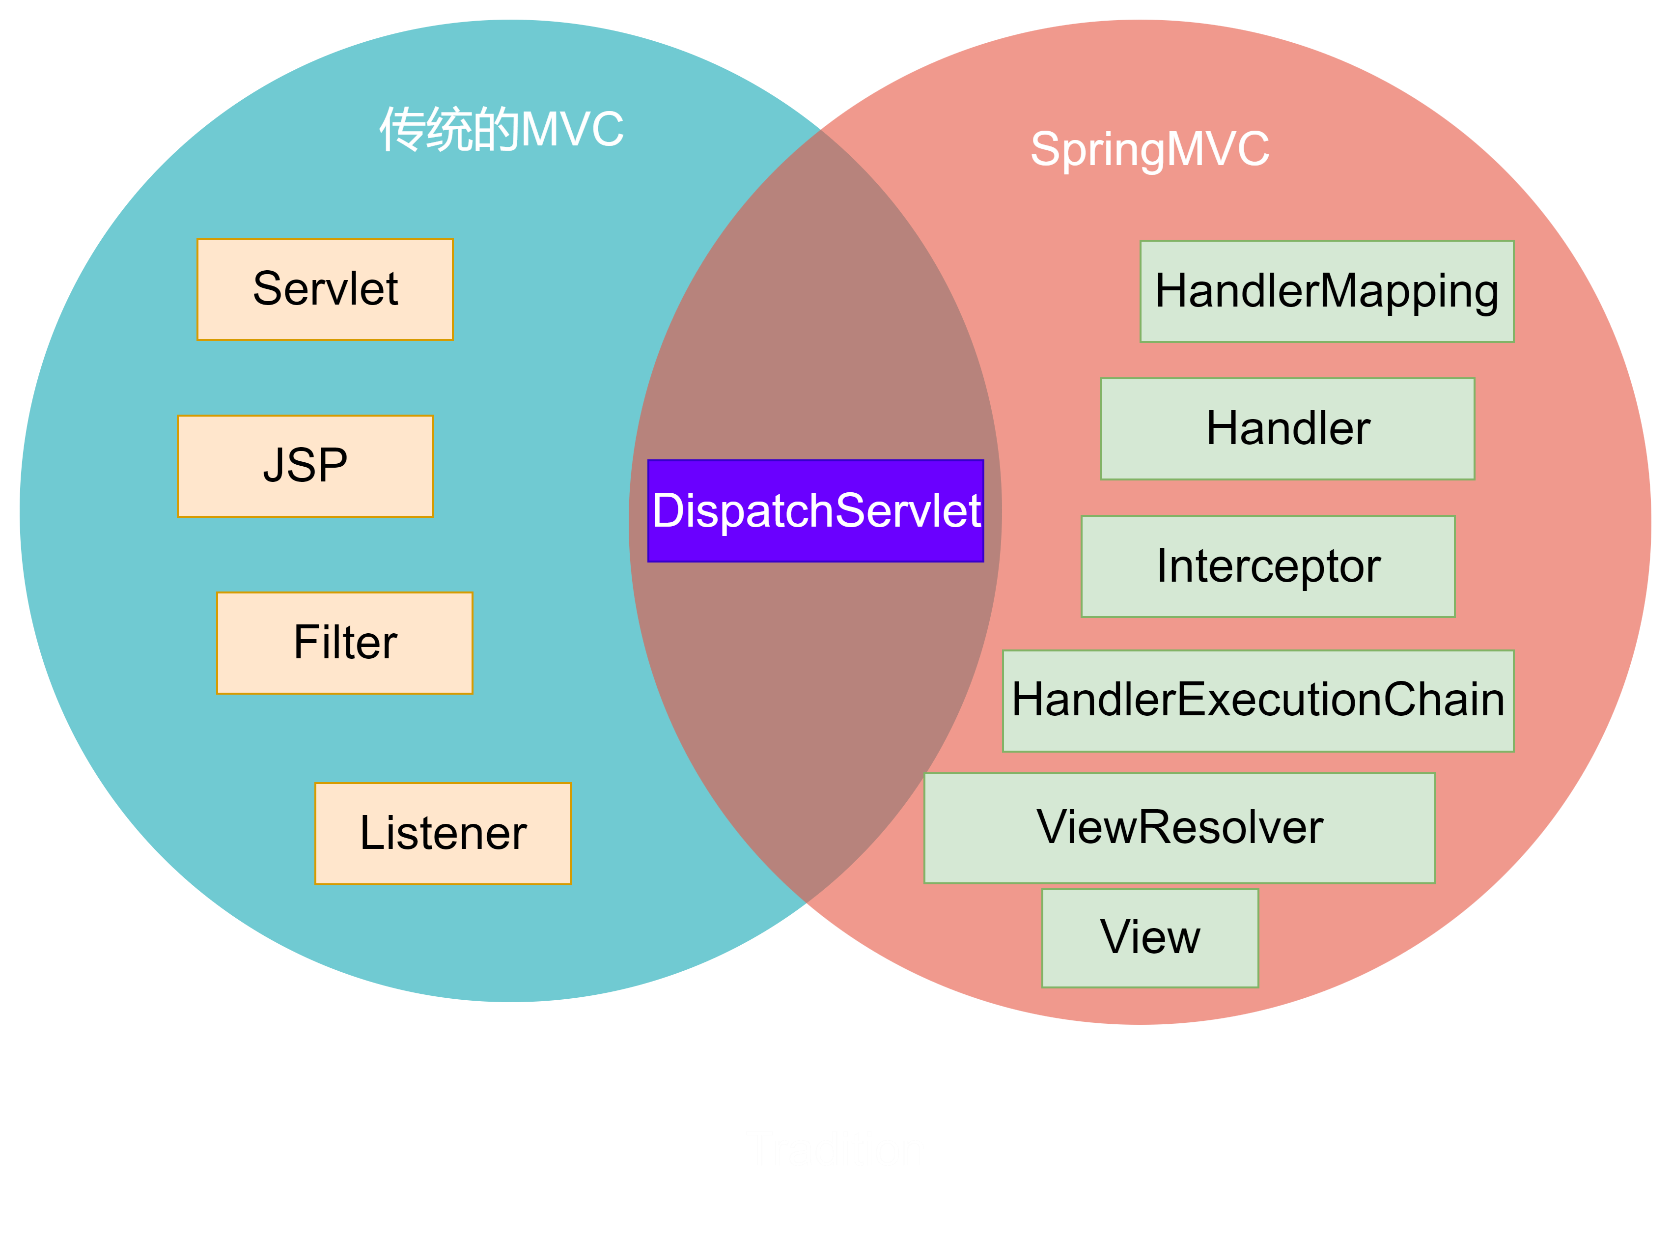 传统的MVC
SpringMVC
Servlet
JSP
Filter
Listener
DispatchServlet
HandlerMapping
Handler
Interceptor
HandlerExecutionChain
ViewResolver
View